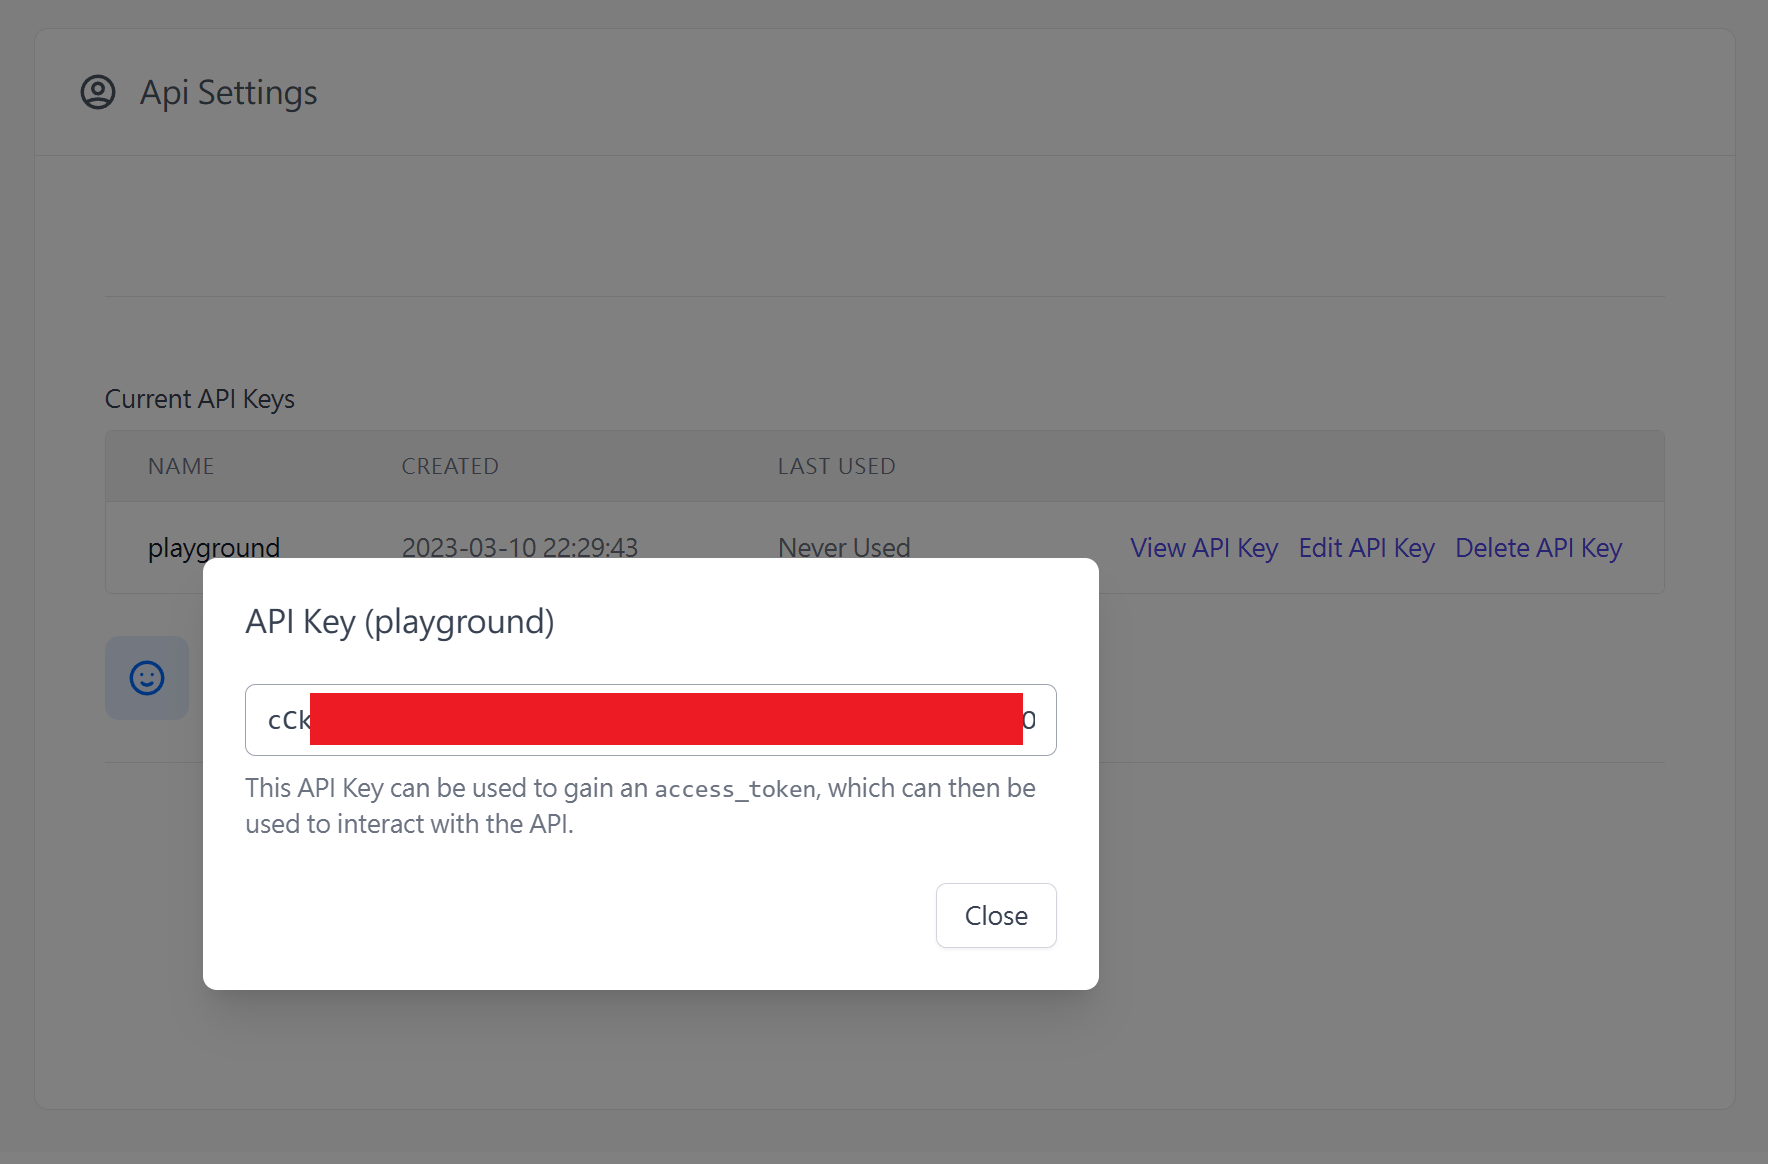 Api Settings
Current API Keys
NAME CREATED LAST USED
playground 2023-03-10 22:29:43 Never Used View API Key Edit API Key Delete API Key
API Key (playground)
cCk 0
This API Key can be used to gain an access_token, which can then be
used to interact with the API.
Close